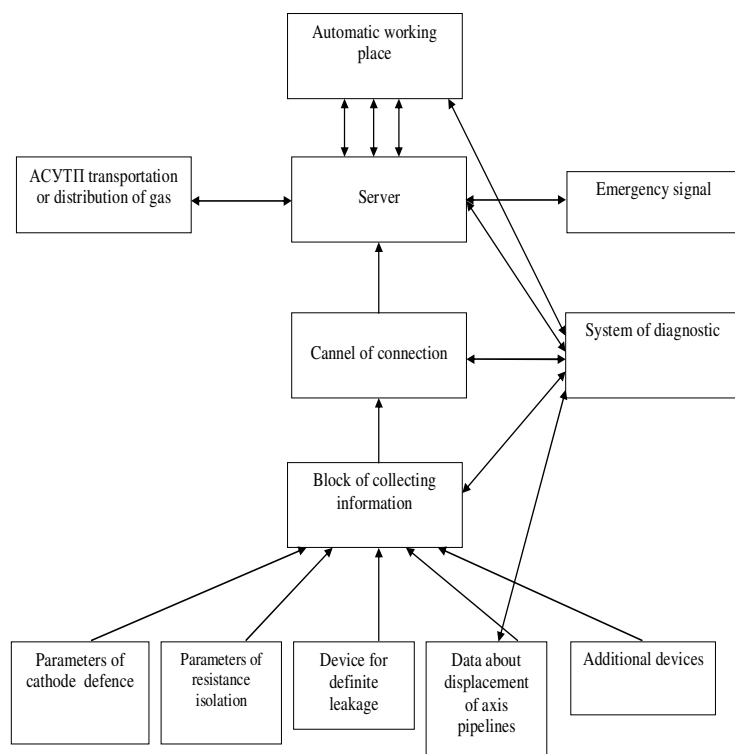 Automatic working
place
АСУТП transportation
or distribution of gas
Server
Emergency signal
Cannel of connection
System of diagnostic
Block of collecting
information
Parameters of
cathode defence
Parameters of
resistance isolation
Device for
definite leakage
Data about
displacement
of axis
pipelines
Additional devices